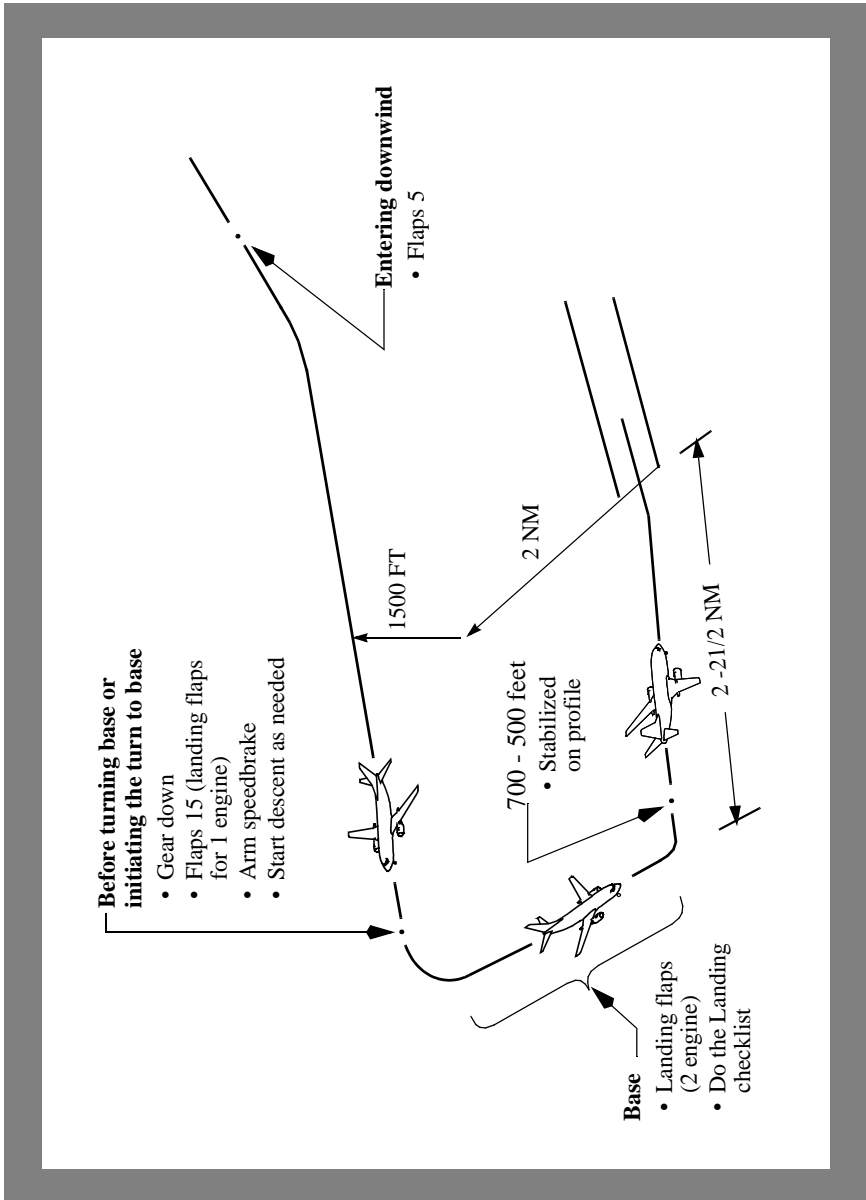 Before turning base or
initiating the turn to base
• Gear down
• Flaps 15 (landing flaps
for 1 engine)
• Arm speedbrake
• Start descent as needed
Entering downwind
• Flaps 5
1500 FT
2 NM
700 - 500 feet
• Stabilized
on profile
2 -21/2 NM
Base
• Landing flaps
(2 engine)
• Do the Landing
checklist